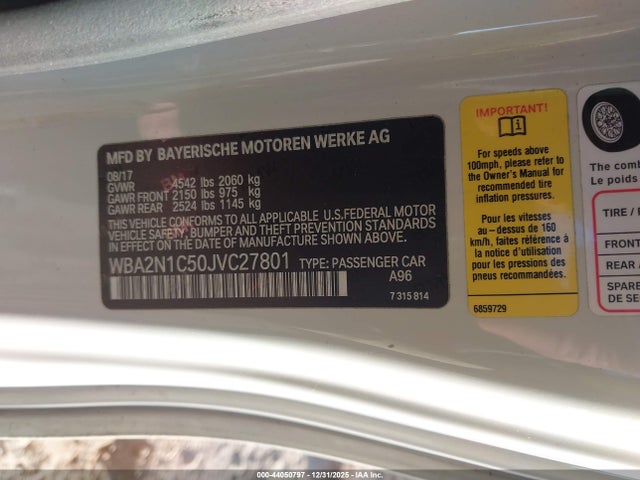 MFD BY BAYERISCHE MOTOREN WERKE AG
08/17
GVWR 4542 lbs 2060 kg
GAWR FRONT 2150 lbs 975 kg
GAWR REAR 2524 lbs 1145 kg
THIS VEHICLE CONFORMS TO ALL APPLICABLE U.S.FEDERAL MOTOR
VEHICLE SAFETY, BUMPER AND THEFT PREVENTION STANDARDS
IN EFFECT ON THE DATE OF MANUFACTURE SHOWN ABOVE.
WBA2N1C50JVC27801 TYPE: PASSENGER CAR
A96
7 315 814
IMPORTANT!
For speeds above
100mph, please refer to
the Owner's Manual for
recommended tire
inflation pressures.
Pour les vitesses
au-dessus de 160
km/h, faites référence à
la notice d'utilisation
pour les pressions des
pneus recommandées.
6859729
The comb
Le poids
TIRE / P
FRONT
REAR /
SPARE
DE SE
© 000-44050797 - 12/31/2025 - IAA